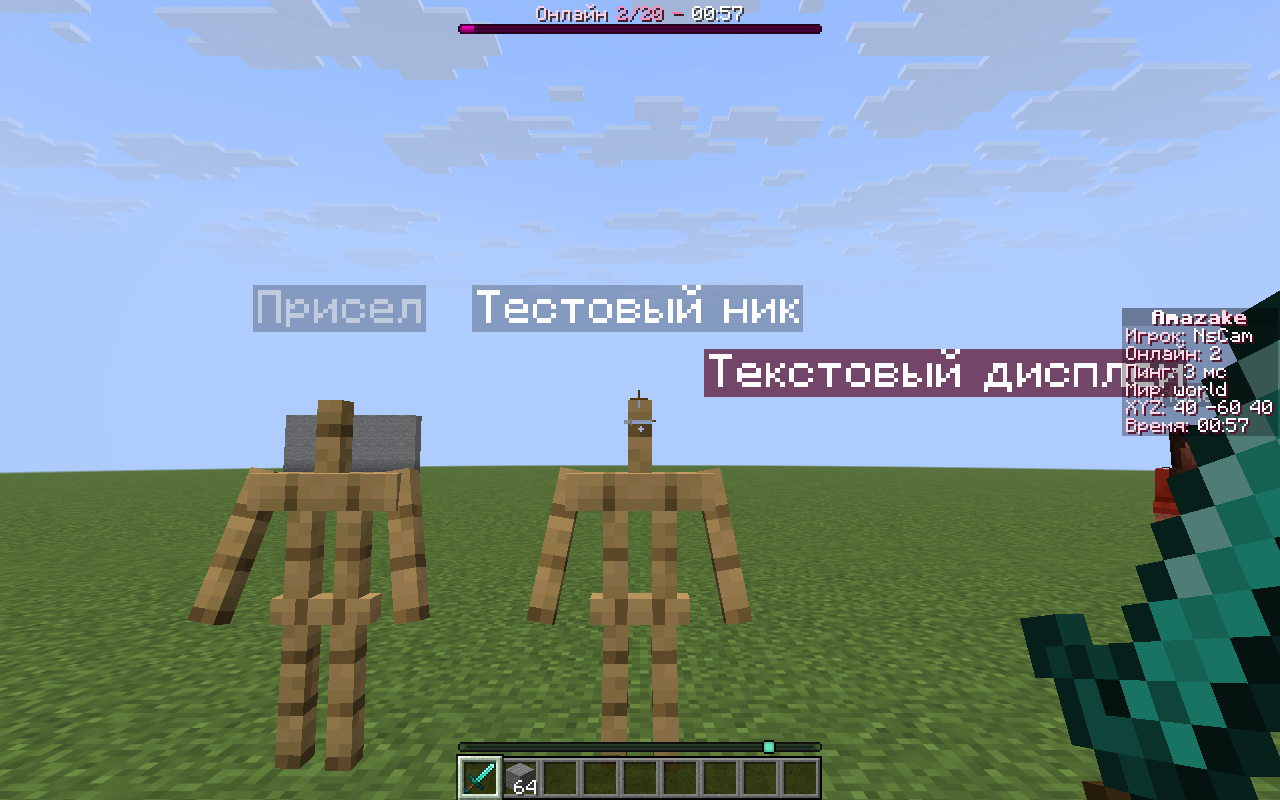 Онлайн 2/20 - 00:57
Присел
Тестовый ник
Текстовый дисплей
Amazake
Игрок: NsCam
Онлайн: 2
Пинг: 3 мс
Мир: world
XYZ: 40 -60 40
Время: 00:57
64